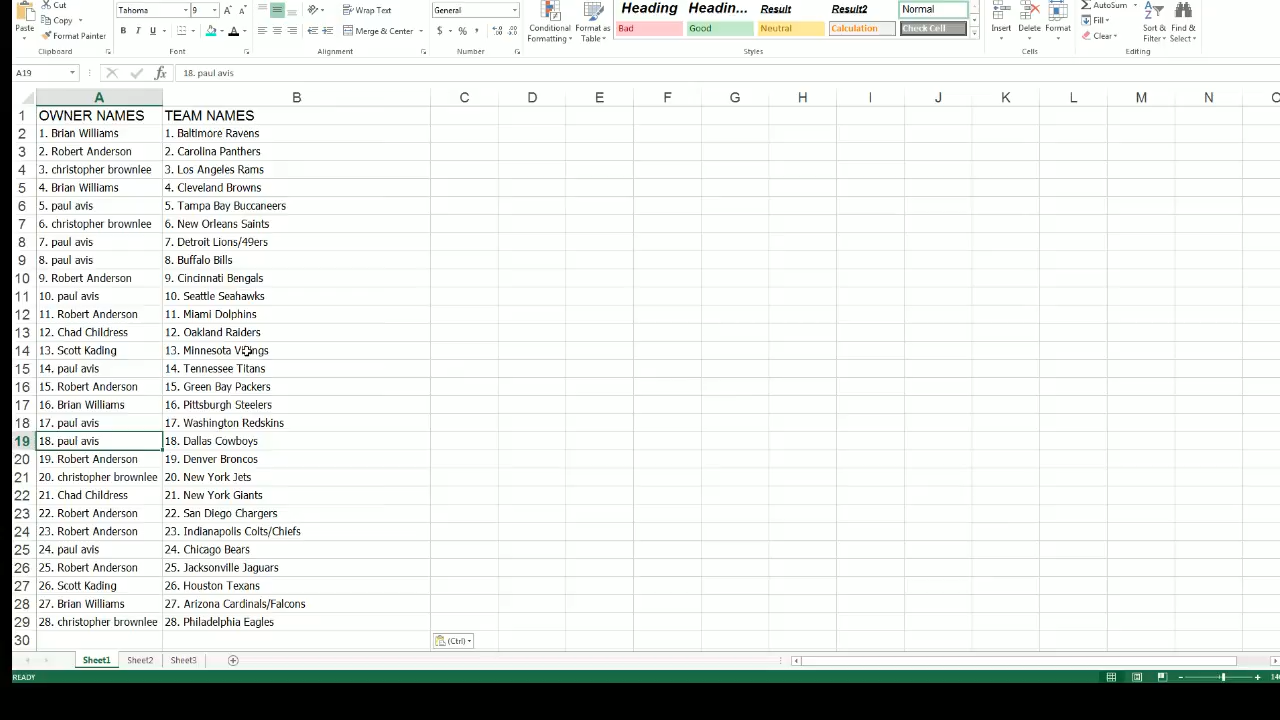 Cut
Copy
Format Painter
Paste
Clipboard
Tahoma 9
B I U
Font
Wrap Text
Merge & Center
Alignment
General
$ % ,
Number
Conditional Formatting
Format as Table
Heading Headin... Result Result2 Normal
Bad Good Neutral Calculation Check Cell
Styles
Insert Delete Format
Cells
AutoSum
Fill
Clear
Sort & Filter
Find & Select
Editing
A19 fx 18. paul avis
A B C D E F G H I J K L M N O
1 OWNER NAMES TEAM NAMES
2 1. Brian Williams 1. Baltimore Ravens
3 2. Robert Anderson 2. Carolina Panthers
4 3. christopher brownlee 3. Los Angeles Rams
5 4. Brian Williams 4. Cleveland Browns
6 5. paul avis 5. Tampa Bay Buccaneers
7 6. christopher brownlee 6. New Orleans Saints
8 7. paul avis 7. Detroit Lions/49ers
9 8. paul avis 8. Buffalo Bills
10 9. Robert Anderson 9. Cincinnati Bengals
11 10. paul avis 10. Seattle Seahawks
12 11. Robert Anderson 11. Miami Dolphins
13 12. Chad Childress 12. Oakland Raiders
14 13. Scott Kading 13. Minnesota Vikings
15 14. paul avis 14. Tennessee Titans
16 15. Robert Anderson 15. Green Bay Packers
17 16. Brian Williams 16. Pittsburgh Steelers
18 17. paul avis 17. Washington Redskins
19 18. paul avis 18. Dallas Cowboys
20 19. Robert Anderson 19. Denver Broncos
21 20. christopher brownlee 20. New York Jets
22 21. Chad Childress 21. New York Giants
23 22. Robert Anderson 22. San Diego Chargers
24 23. Robert Anderson 23. Indianapolis Colts/Chiefs
25 24. paul avis 24. Chicago Bears
26 25. Robert Anderson 25. Jacksonville Jaguars
27 26. Scott Kading 26. Houston Texans
28 27. Brian Williams 27. Arizona Cardinals/Falcons
29 28. christopher brownlee 28. Philadelphia Eagles
30
(Ctrl)
Sheet1 Sheet2 Sheet3
READY